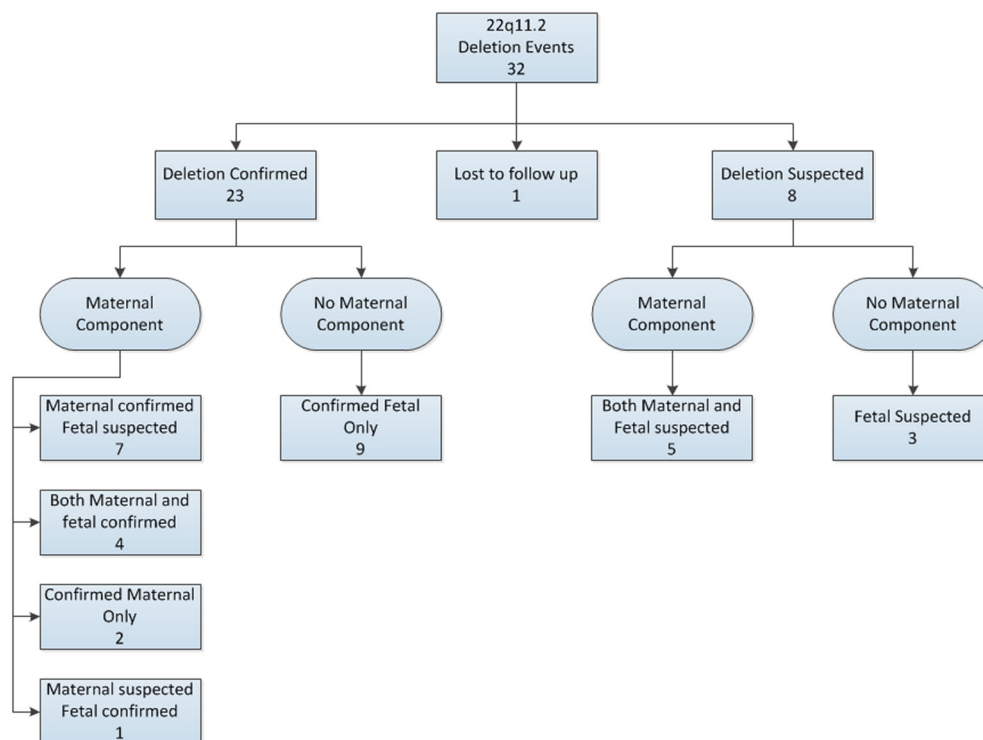 22q11.2
Deletion Events
32
Deletion Confirmed
23
Lost to follow up
1
Deletion Suspected
8
Maternal
Component
No Maternal
Component
Maternal
Component
No Maternal
Component
Maternal confirmed
Fetal suspected
7
Confirmed Fetal
Only
9
Both Maternal and
Fetal suspected
5
Fetal Suspected
3
Both Maternal and
fetal confirmed
4
Confirmed Maternal
Only
2
Maternal suspected
Fetal confirmed
1